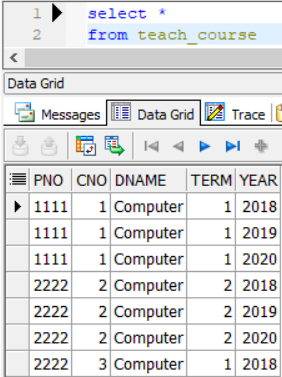 1 select *
2 from teach_course
Data Grid
Messages Data Grid Trace
PNO CNO DNAME TERM YEAR
1111 1 Computer 1 2018
1111 1 Computer 1 2019
1111 1 Computer 1 2020
2222 2 Computer 2 2018
2222 2 Computer 2 2019
2222 2 Computer 2 2020
2222 3 Computer 1 2018